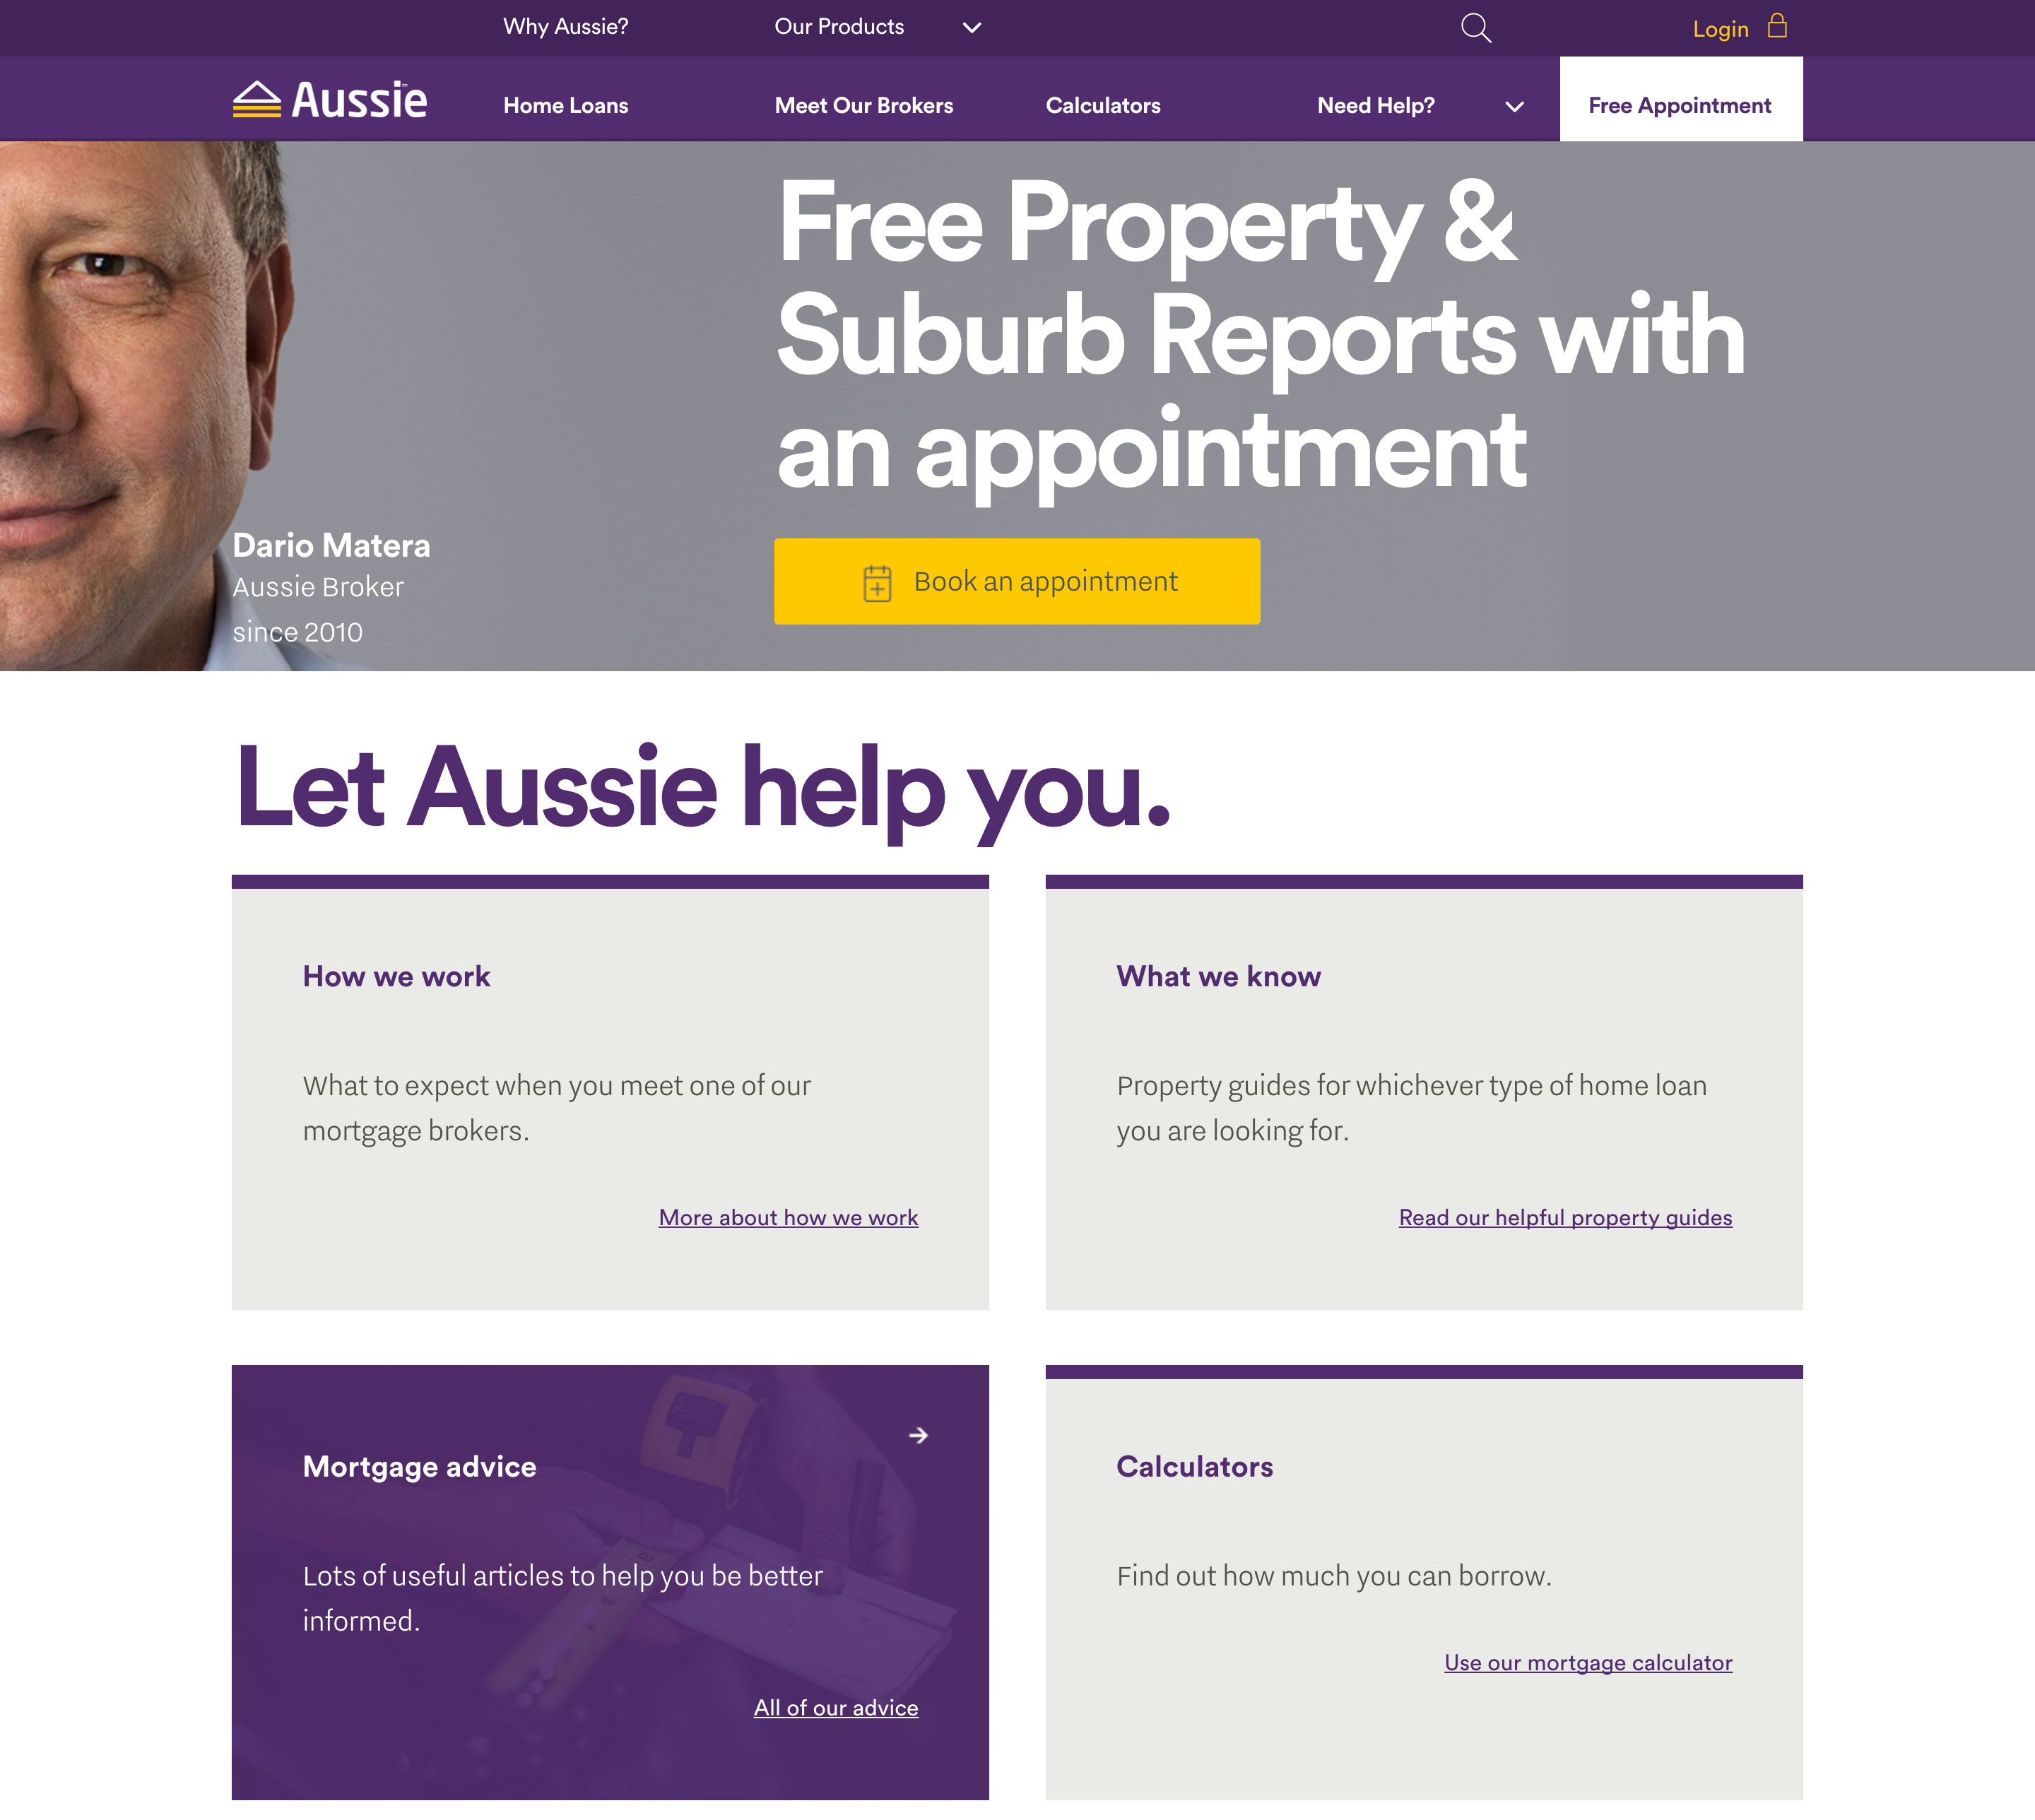 Why Aussie?
Our Products
Login
Aussie
Home Loans
Meet Our Brokers
Calculators
Need Help?
Free Appointment
Free Property &
Suburb Reports with
an appointment
Dario Matera
Aussie Broker
since 2010
Book an appointment
Let Aussie help you.
How we work
What to expect when you meet one of our
mortgage brokers.
More about how we work
What we know
Property guides for whichever type of home loan
you are looking for.
Read our helpful property guides
Mortgage advice
Lots of useful articles to help you be better
informed.
All of our advice
Calculators
Find out how much you can borrow.
Use our mortgage calculator